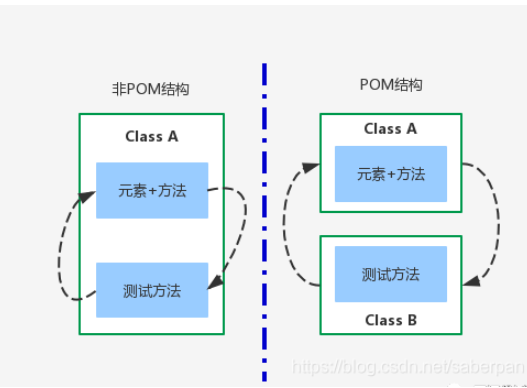 非POM结构
Class A
元素+方法
测试方法
POM结构
Class A
元素+方法
测试方法
Class B
https://blog.csdn.net/saberpan